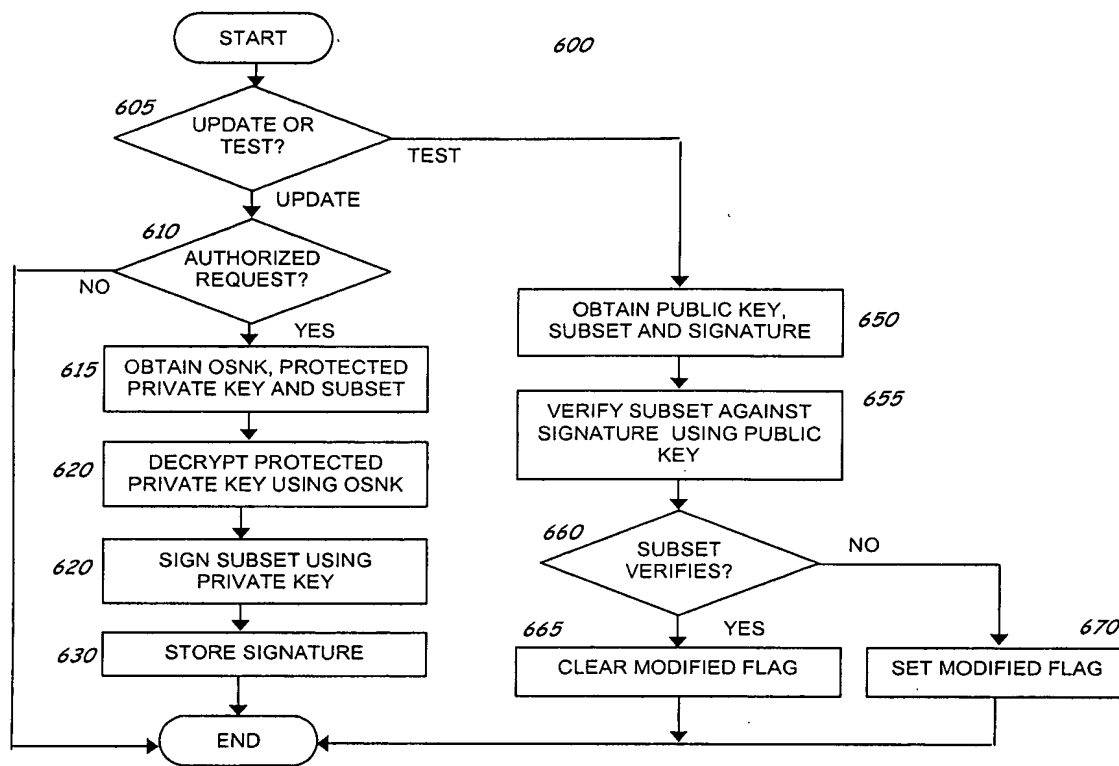 START
600
605
UPDATE OR
TEST?
TEST
UPDATE
610
AUTHORIZED
REQUEST?
NO
YES
615
OBTAIN OSNK, PROTECTED
PRIVATE KEY AND SUBSET
620
DECRYPT PROTECTED
PRIVATE KEY USING OSNK
620
SIGN SUBSET USING
PRIVATE KEY
630
STORE SIGNATURE
END
OBTAIN PUBLIC KEY,
SUBSET AND SIGNATURE
650
VERIFY SUBSET AGAINST
SIGNATURE USING PUBLIC
KEY
655
660
SUBSET
VERIFIES?
NO
YES
665
CLEAR MODIFIED FLAG
670
SET MODIFIED FLAG